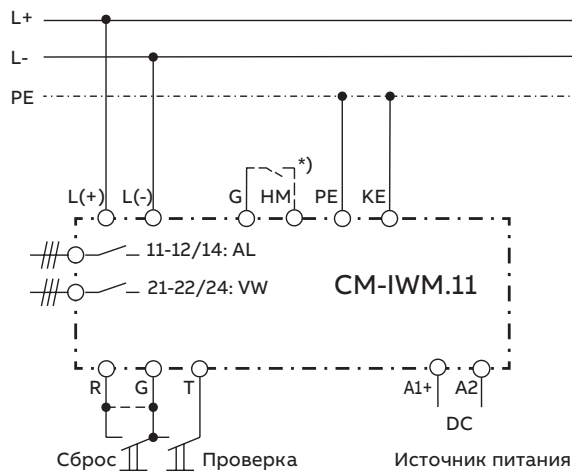 L+
L-
PE
*)
L(+) L(-) G HM PE KE
11-12/14: AL
21-22/24: VW
CM-IWM.11
R G T A1+ A2
DC
Сброс Проверка Источник питания